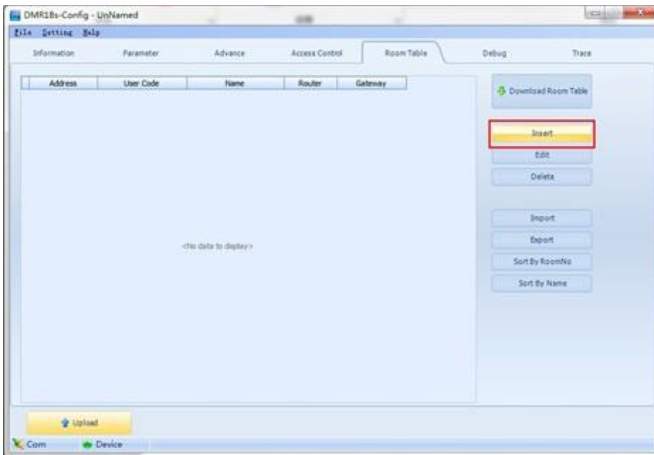 DMR18s-Config - UnNamed
File Setting Help
Information Parameter Advance Access Control Room Table Debug Trace
Address User Code Name Router Gateway
Download Room Table
Insert
Edit
Delete
<No data to display>
Import
Export
Sort By RoomNo
Sort By Name
Upload
Com Device